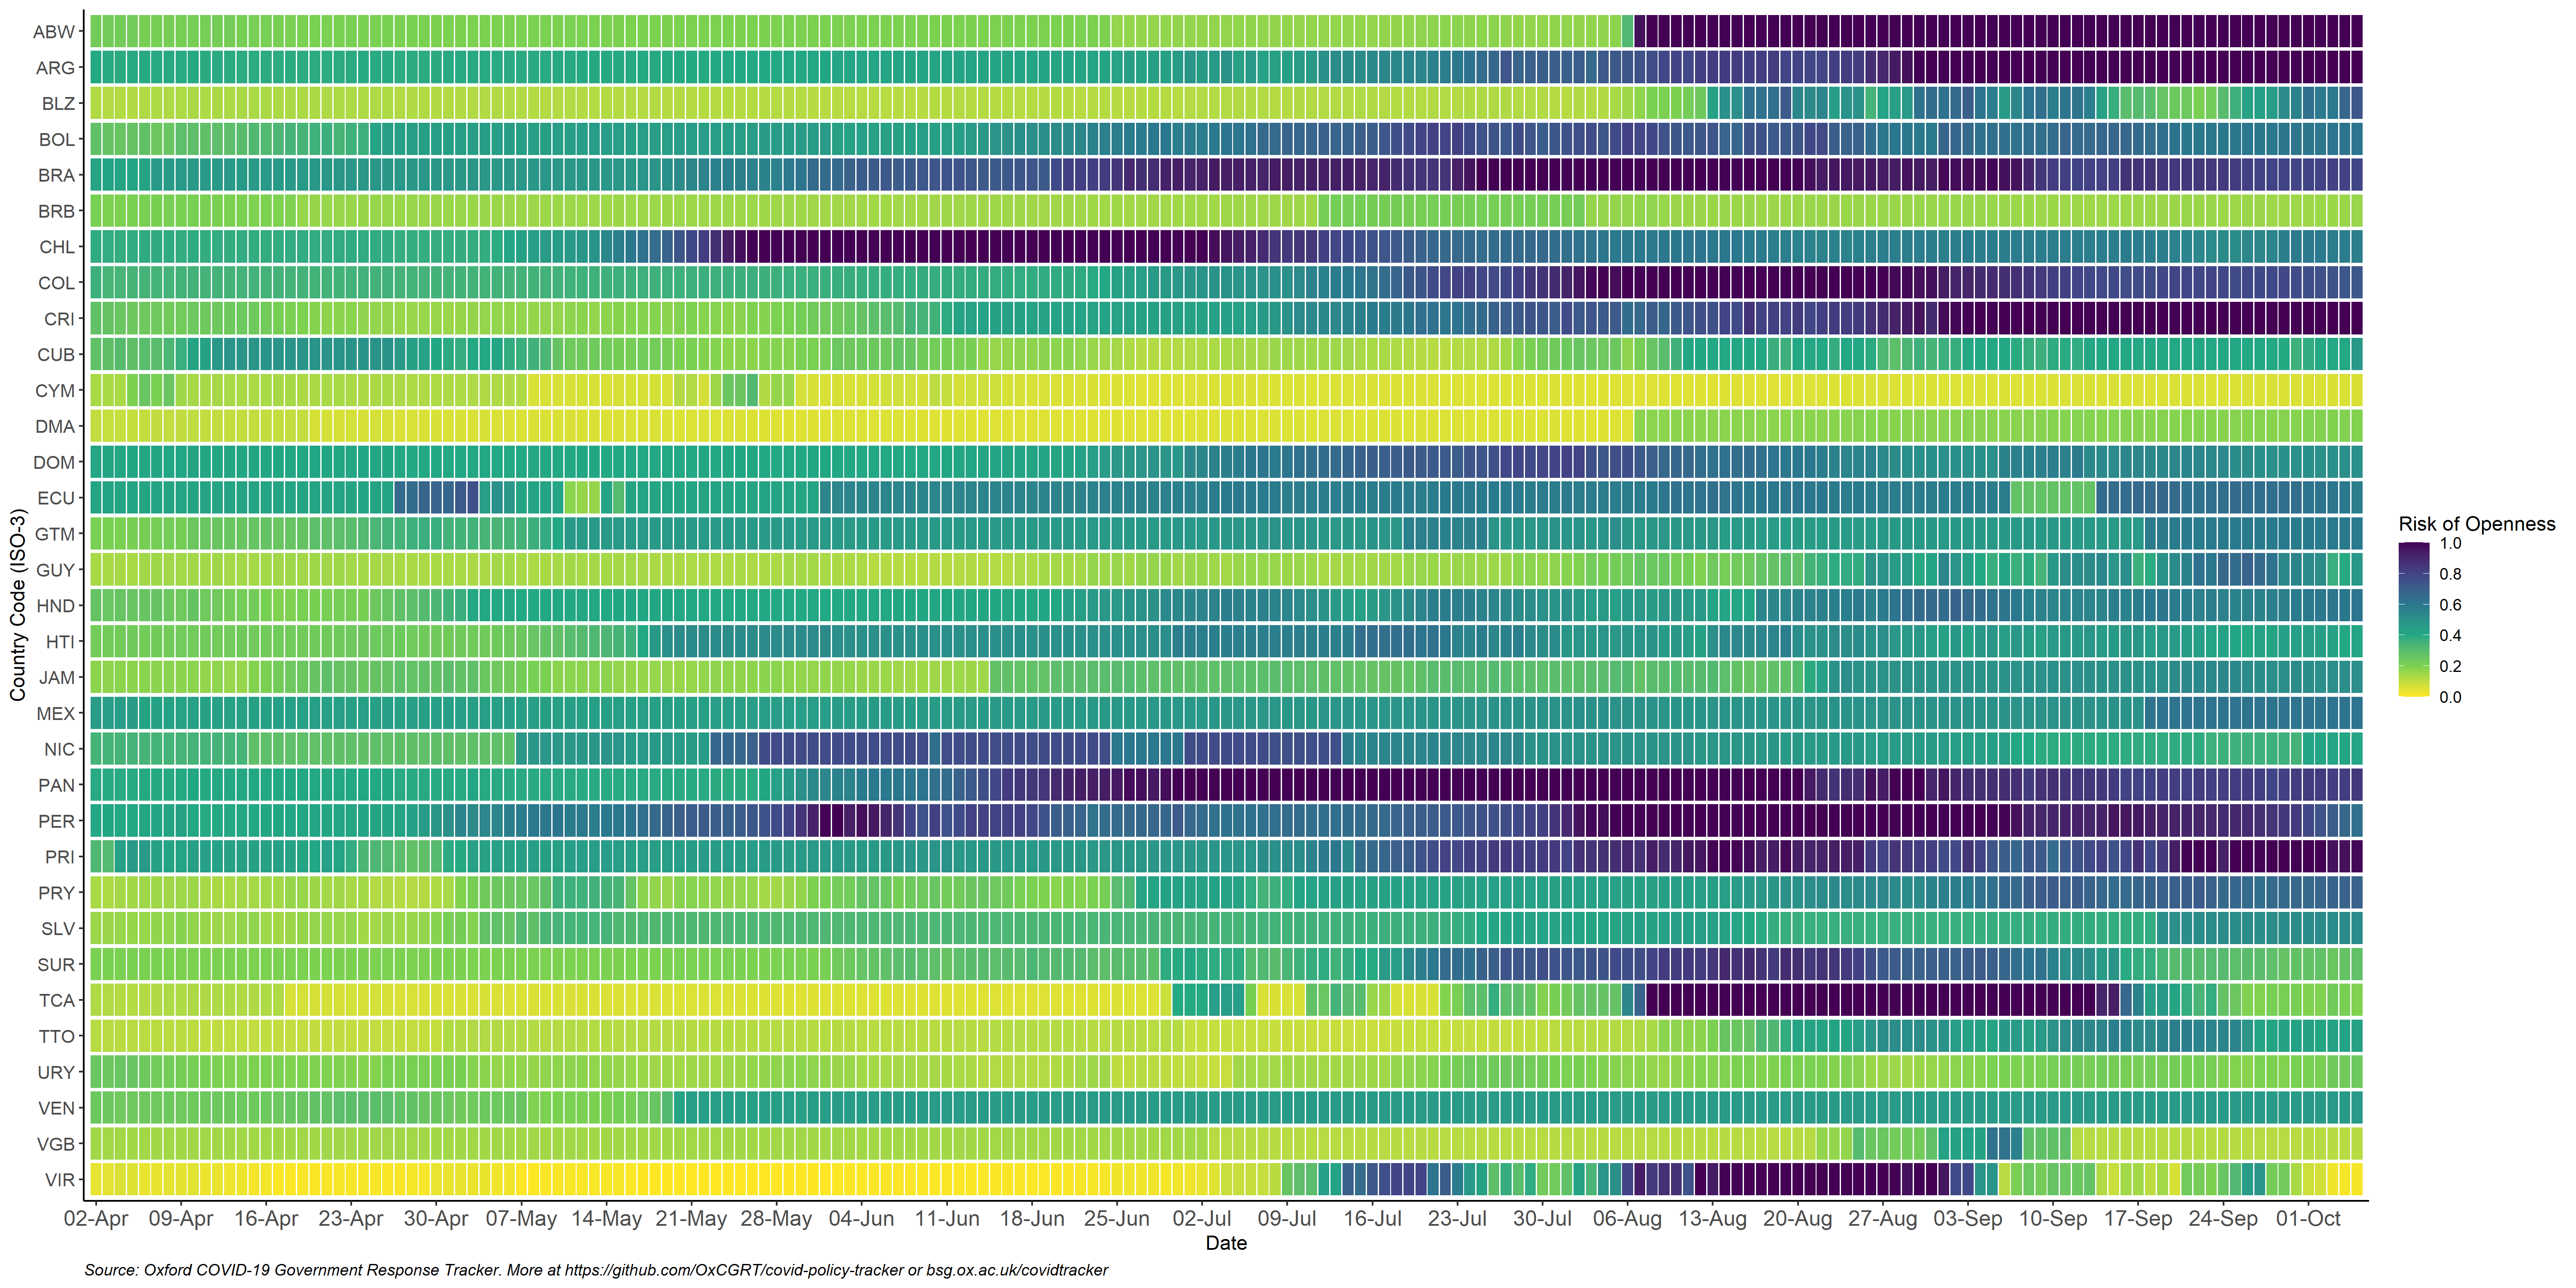 ABW
ARG
BLZ
BOL
BRA
BRB
CHL
COL
CRI
CUB
CYM
DMA
DOM
ECU
GTM
GUY
HND
HTI
JAM
MEX
NIC
PAN
PER
PRI
PRY
SLV
SUR
TCA
TTO
URY
VEN
VGB
VIR
Country Code (ISO-3)
02-Apr 09-Apr 16-Apr 23-Apr 30-Apr 07-May 14-May 21-May 28-May 04-Jun 11-Jun 18-Jun 25-Jun 02-Jul 09-Jul 16-Jul 23-Jul 30-Jul 06-Aug 13-Aug 20-Aug 27-Aug 03-Sep 10-Sep 17-Sep 24-Sep 01-Oct
Date
Risk of Openness
1.0
0.8
0.6
0.4
0.2
0.0
Source: Oxford COVID-19 Government Response Tracker. More at https://github.com/OxCGRT/covid-policy-tracker or bsg.ox.ac.uk/covidtracker